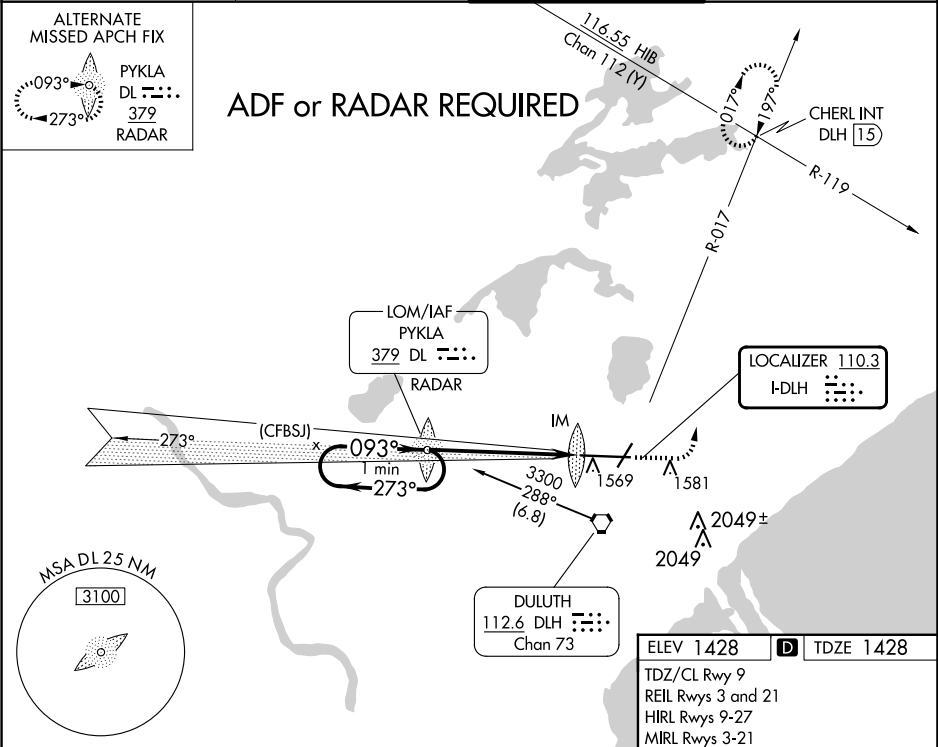 ALTERNATE
MISSED APCH FIX
093°
273°
PYKLA
DL
379
RADAR
ADF or RADAR REQUIRED
116.55 HIB
Chan 112 (Y)
017°
197°
CHERL INT
DLH 15
R-119
R-017
LOM/IAF
PYKLA
379 DL
RADAR
LOCALIZER 110.3
I-DLH
IM
273°
(CFBSJ)
x
093°
1 min
273°
3300
288°
(6.8)
1569
1581
2049±
2049
MSA DL 25 NM
3100
DULUTH
112.6 DLH
Chan 73
ELEV 1428 D TDZE 1428
TDZ/CL Rwy 9
REIL Rwys 3 and 21
HIRL Rwys 9-27
MIRL Rwys 3-21